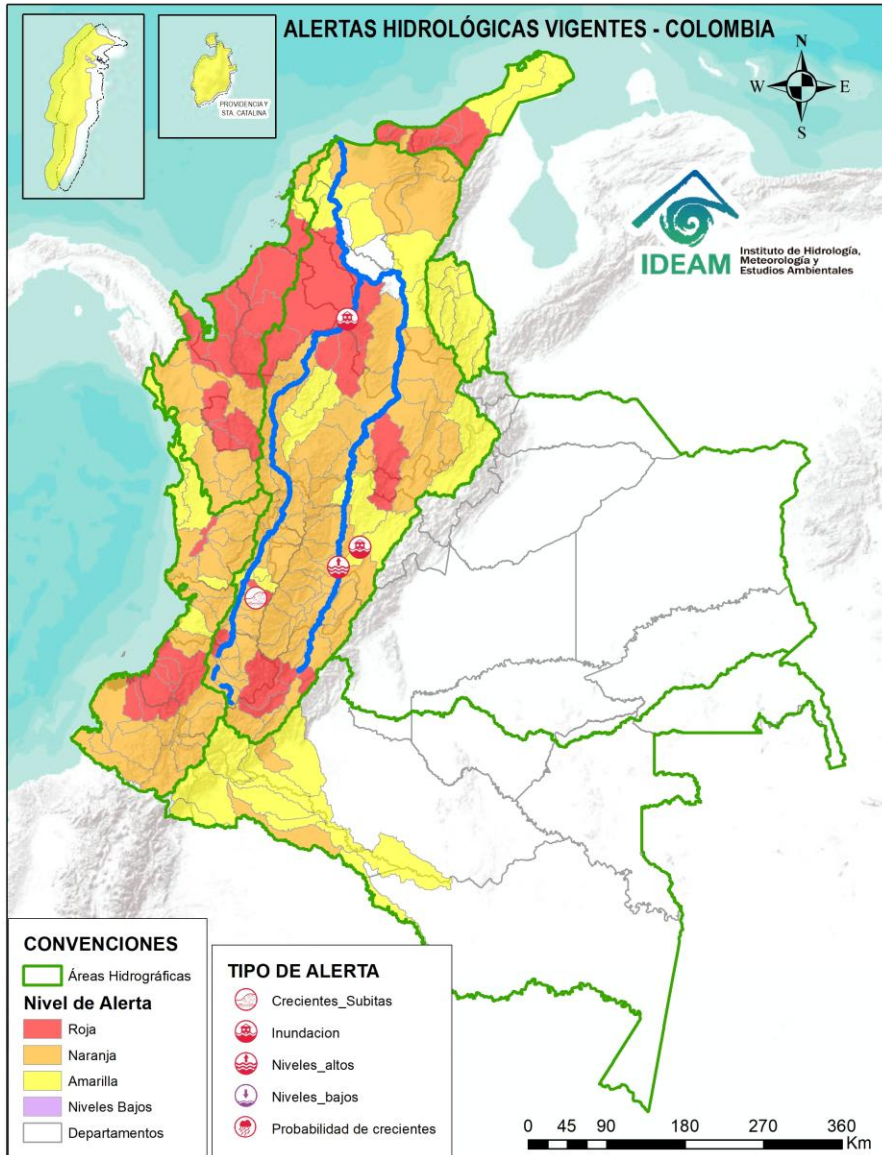 ALERTAS HIDROLÓGICAS VIGENTES - COLOMBIA
PROVIDENCIA Y
STA. CATALINA
N
W
E
S
IDEAM
Instituto de Hidrología,
Meteorología y
Estudios Ambientales
CONVENCIONES
Áreas Hidrográficas
Nivel de Alerta
Roja
Naranja
Amarilla
Niveles Bajos
Departamentos
TIPO DE ALERTA
Crecientes_Subitas
Inundacion
Niveles_altos
Niveles_bajos
Probabilidad de crecientes
0 45 90 180 270 360
Km